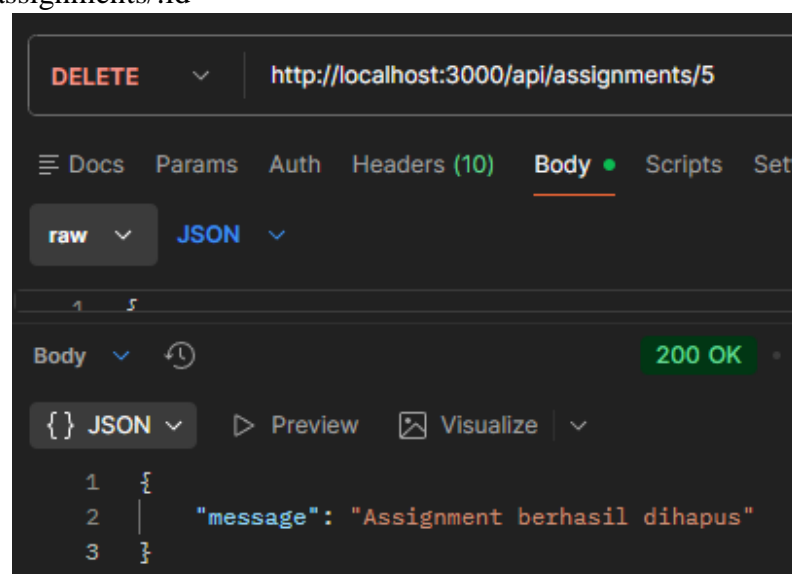 assignments/:id
DELETE http://localhost:3000/api/assignments/5
Docs Params Auth Headers (10) Body Scripts Set
raw JSON
1 {
Body 200 OK
{} JSON Preview Visualize
1 {
2 "message": "Assignment berhasil dihapus"
3 }